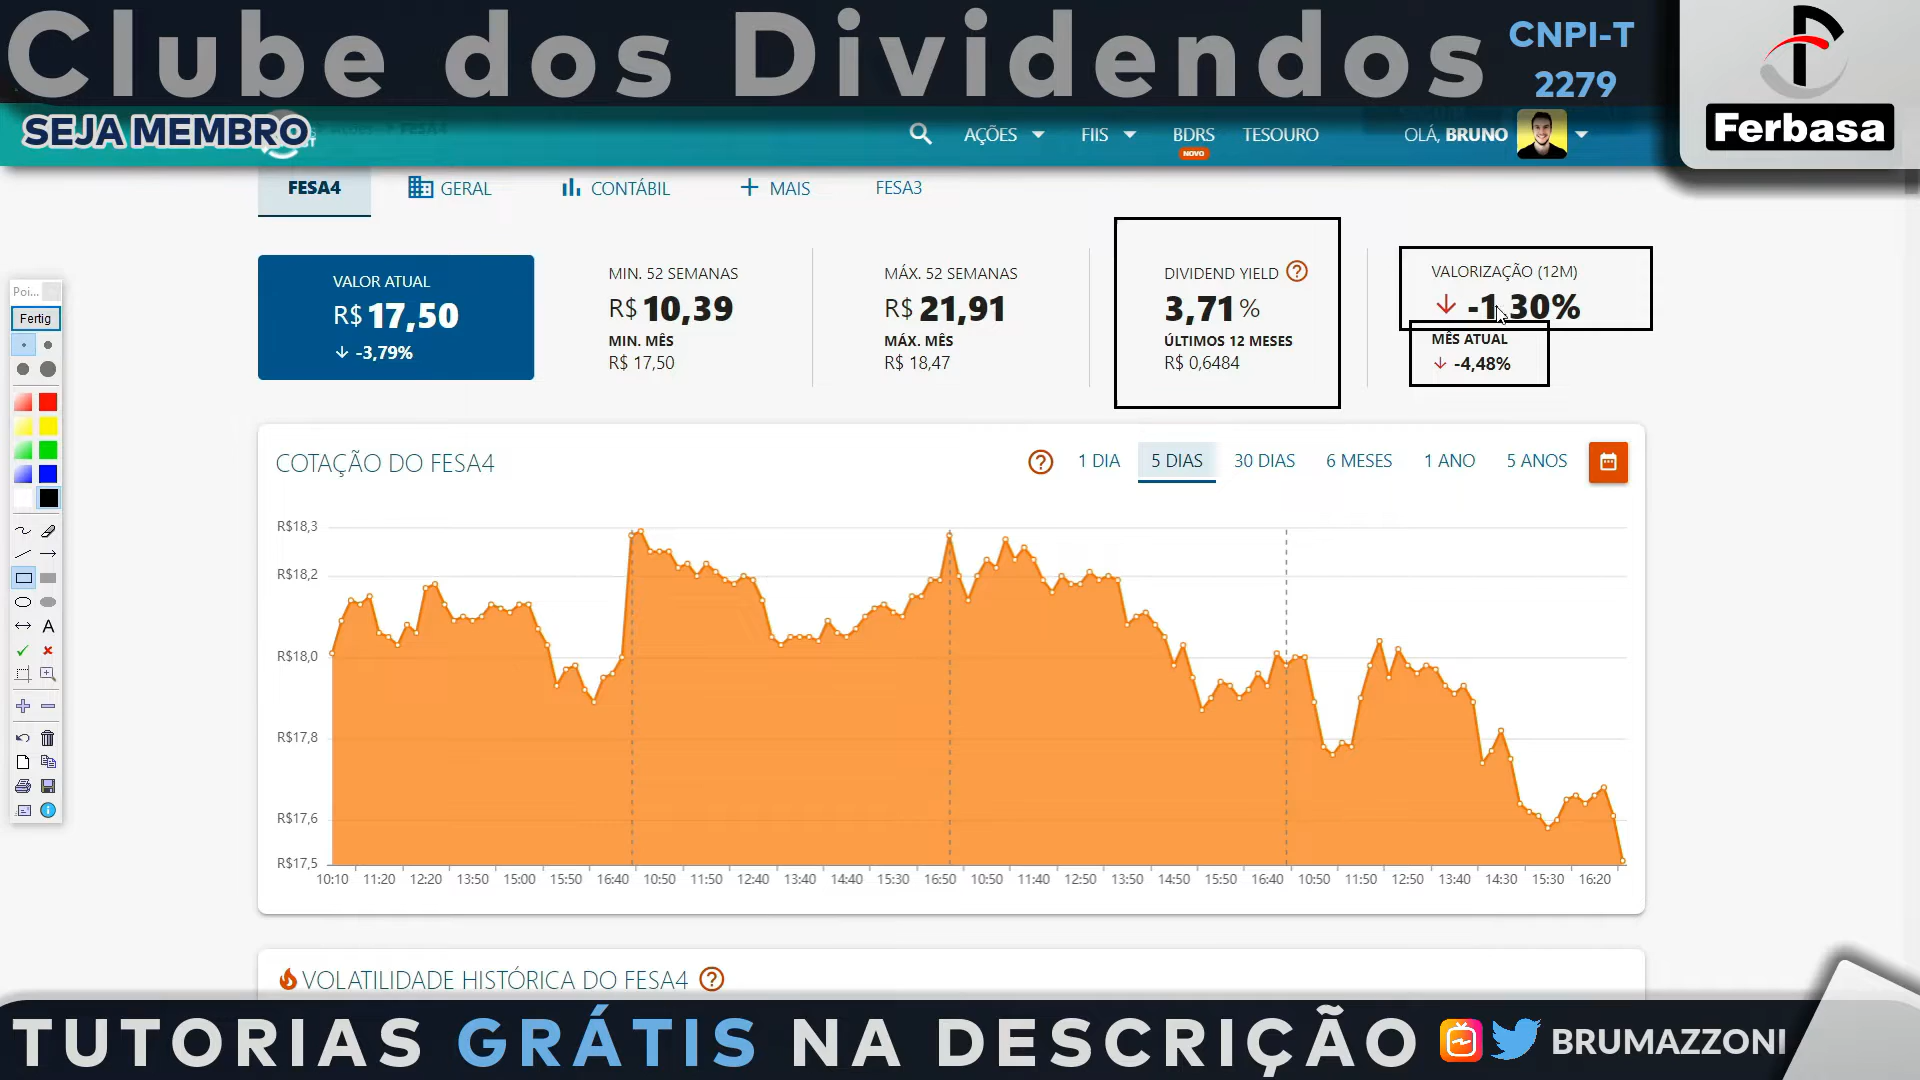 Clube dos Dividendos
CNPI-T
2279
Ferbasa
SEJA MEMBRO
AÇÕES
FIIS
BDRS
NOVO
TESOURO
OLÁ, BRUNO
FESA4
GERAL
CONTÁBIL
MAIS
FESA3
VALOR ATUAL
R$ 17,50
-3,79%
MIN. 52 SEMANAS
R$ 10,39
MIN. MÊS
R$ 17,50
MÁX. 52 SEMANAS
R$ 21,91
MÁX. MÊS
R$ 18,47
DIVIDEND YIELD ?
3,71 %
ÚLTIMOS 12 MESES
R$ 0,6484
VALORIZAÇÃO (12M)
-1,30%
MÊS ATUAL
-4,48%
Poi...
Fertig
A
COTAÇÃO DO FESA4
? 1 DIA 5 DIAS 30 DIAS 6 MESES 1 ANO 5 ANOS
R$18,3
R$18,2
R$18,0
R$17,8
R$17,6
R$17,5
10:10 11:20 12:20 13:50 15:00 15:50 16:40 10:50 11:50 12:40 13:40 14:40 15:30 16:50 10:50 11:40 12:50 13:50 14:50 15:50 16:40 10:50 11:50 12:50 13:40 14:30 15:30 16:20
VOLATILIDADE HISTÓRICA DO FESA4 ?
TUTORIAS GRÁTIS NA DESCRIÇÃO
BRUMAZZONI